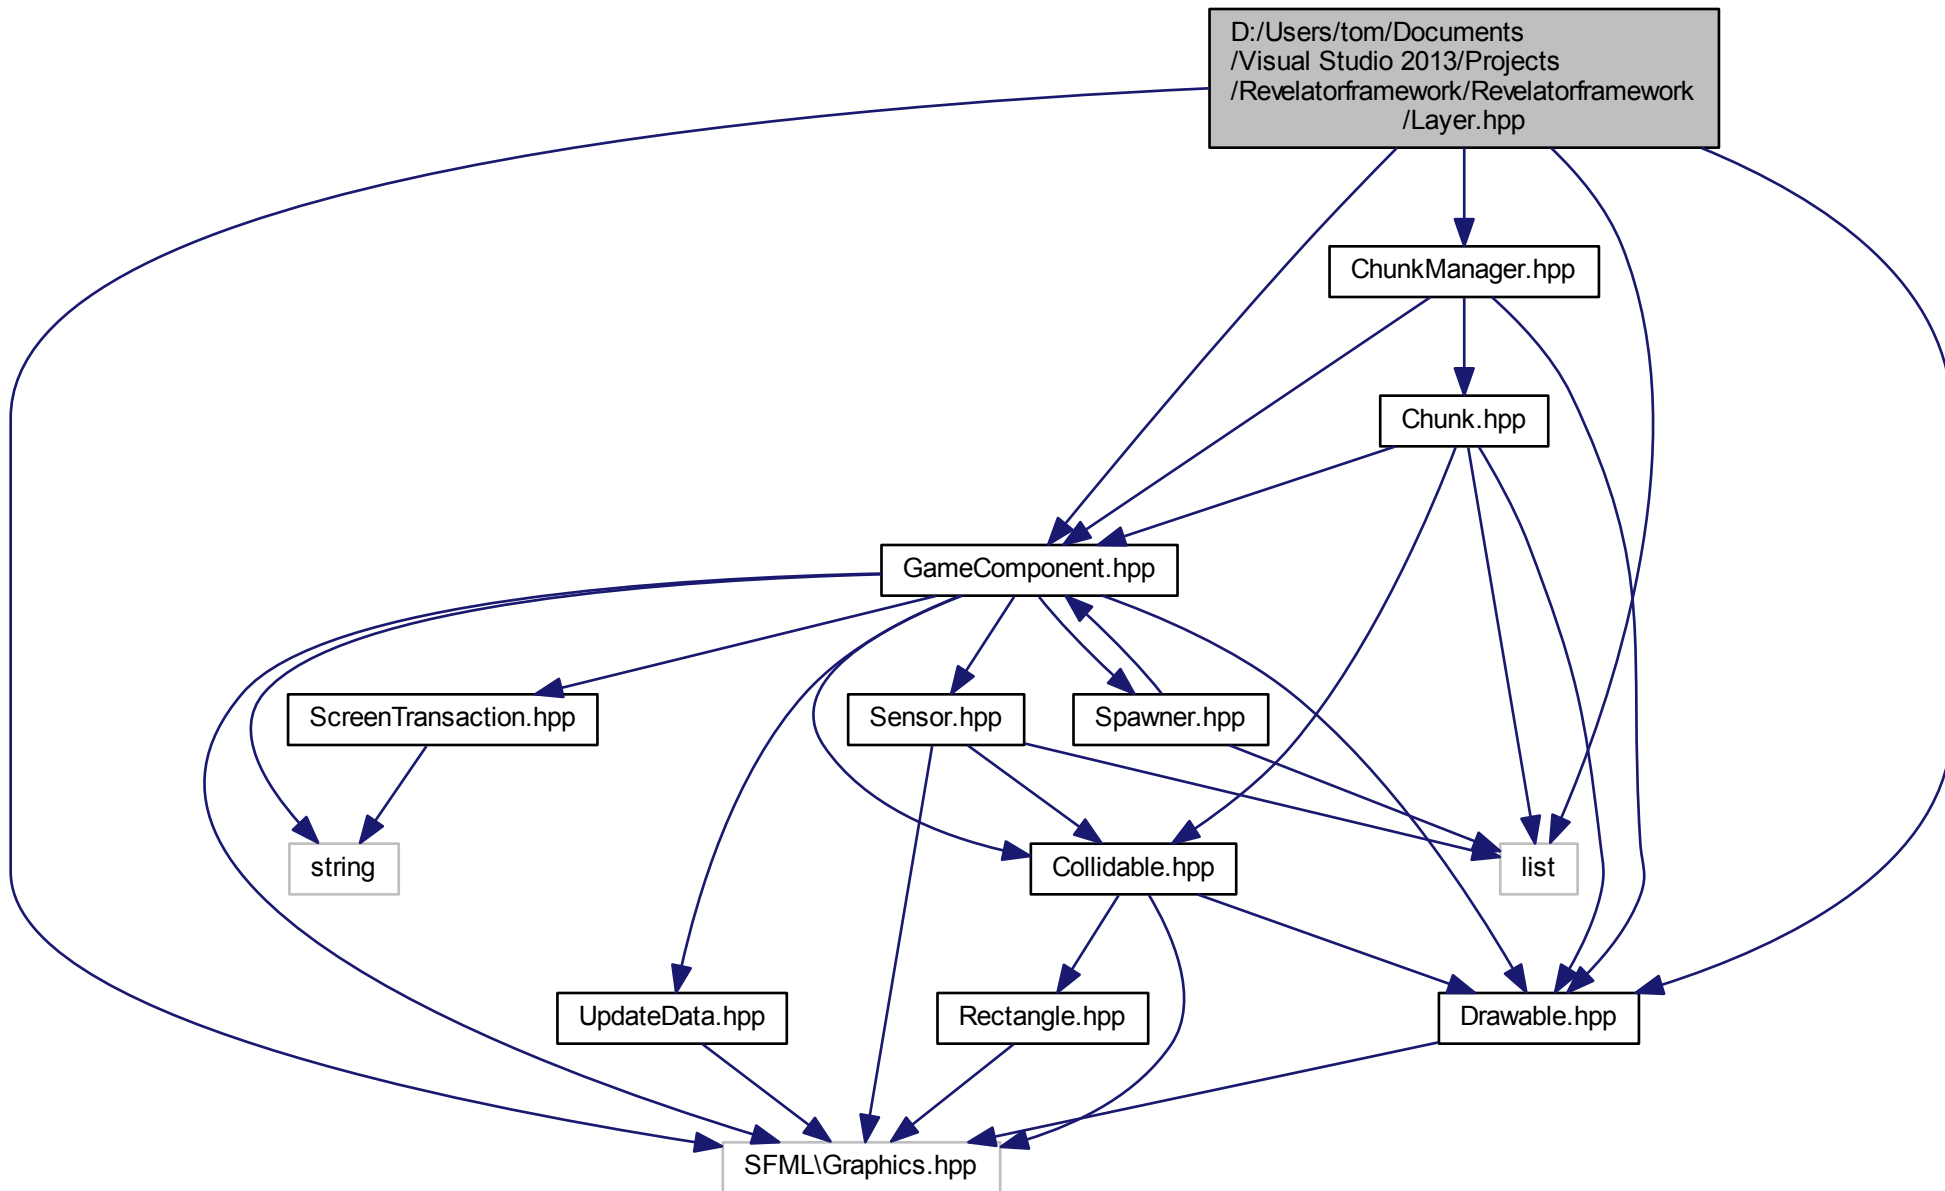 D:/Users/tom/Documents
/Visual Studio 2013/Projects
/Revelatorframework/Revelatorframework
/Layer.hpp
ChunkManager.hpp
Chunk.hpp
GameComponent.hpp
ScreenTransaction.hpp
Sensor.hpp
Spawner.hpp
string
Collidable.hpp
list
UpdateData.hpp
Rectangle.hpp
Drawable.hpp
SFML\Graphics.hpp